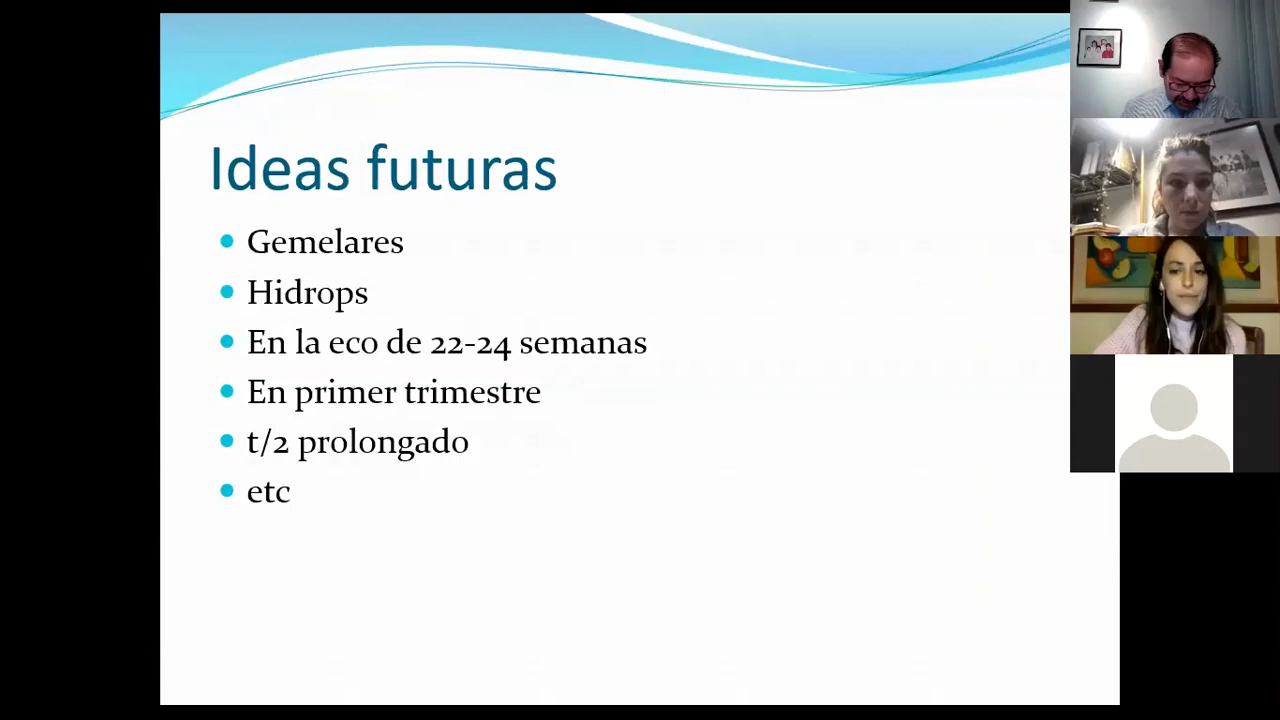 Ideas futuras
Gemelares
Hidrops
En la eco de 22-24 semanas
En primer trimestre
t/2 prolongado
etc